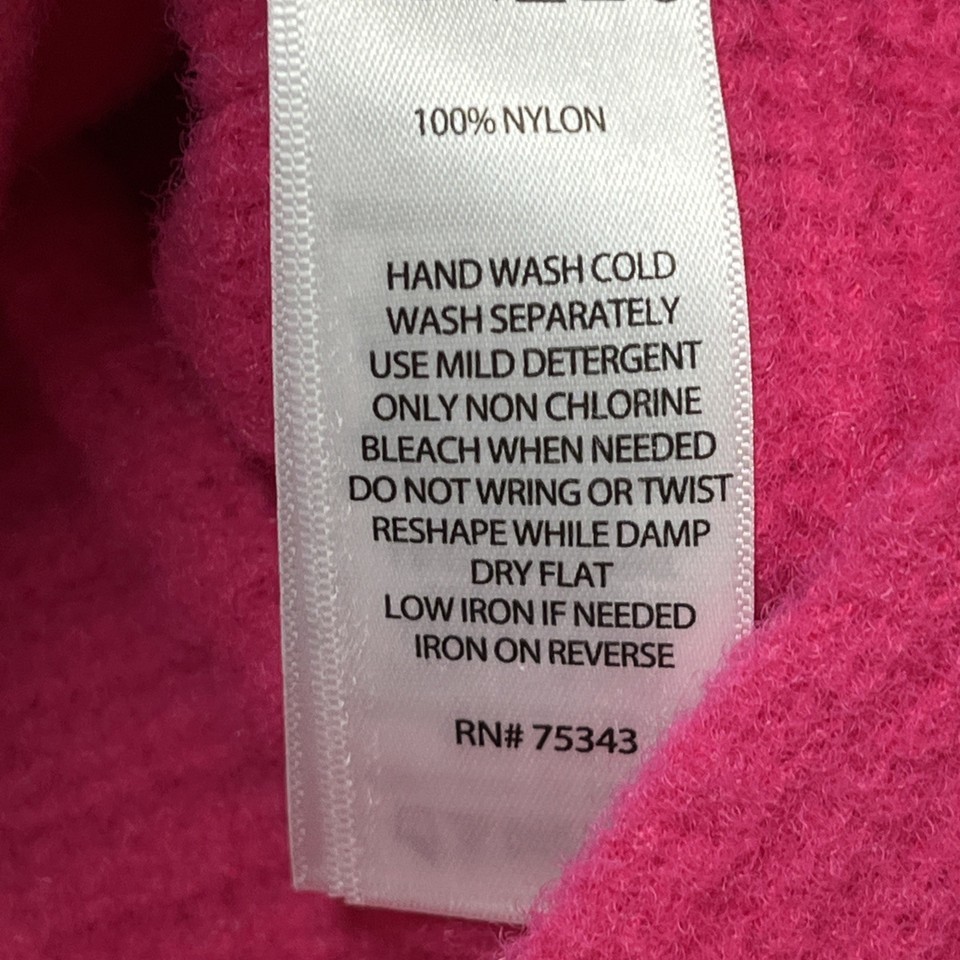 100% NYLON
HAND WASH COLD
WASH SEPARATELY
USE MILD DETERGENT
ONLY NON CHLORINE
BLEACH WHEN NEEDED
DO NOT WRING OR TWIST
RESHAPE WHILE DAMP
DRY FLAT
LOW IRON IF NEEDED
IRON ON REVERSE
RN# 75343